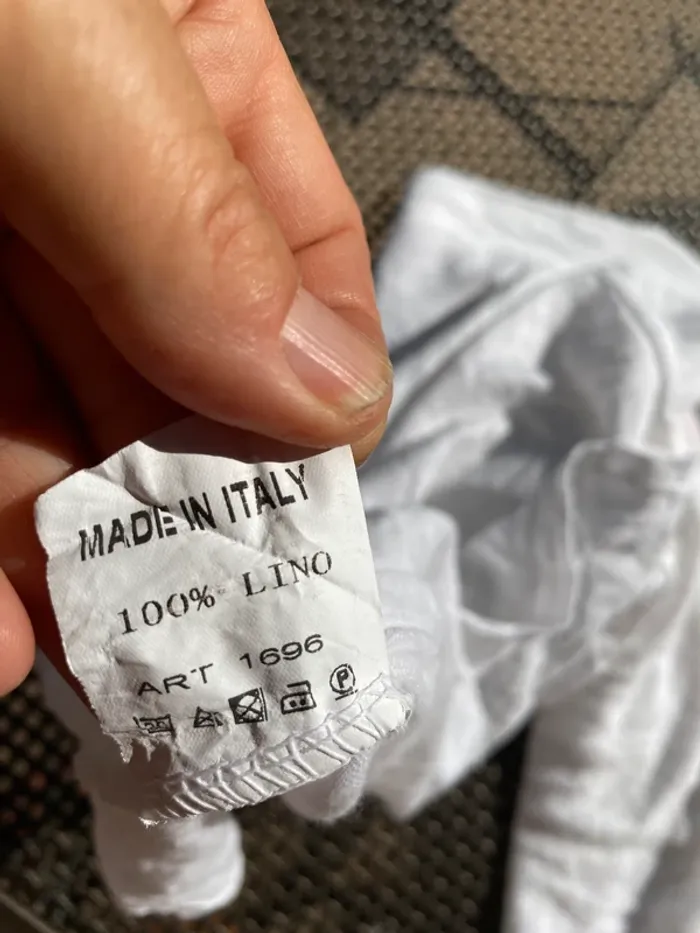 MADE IN ITALY
100% LINO
ART 1696
P